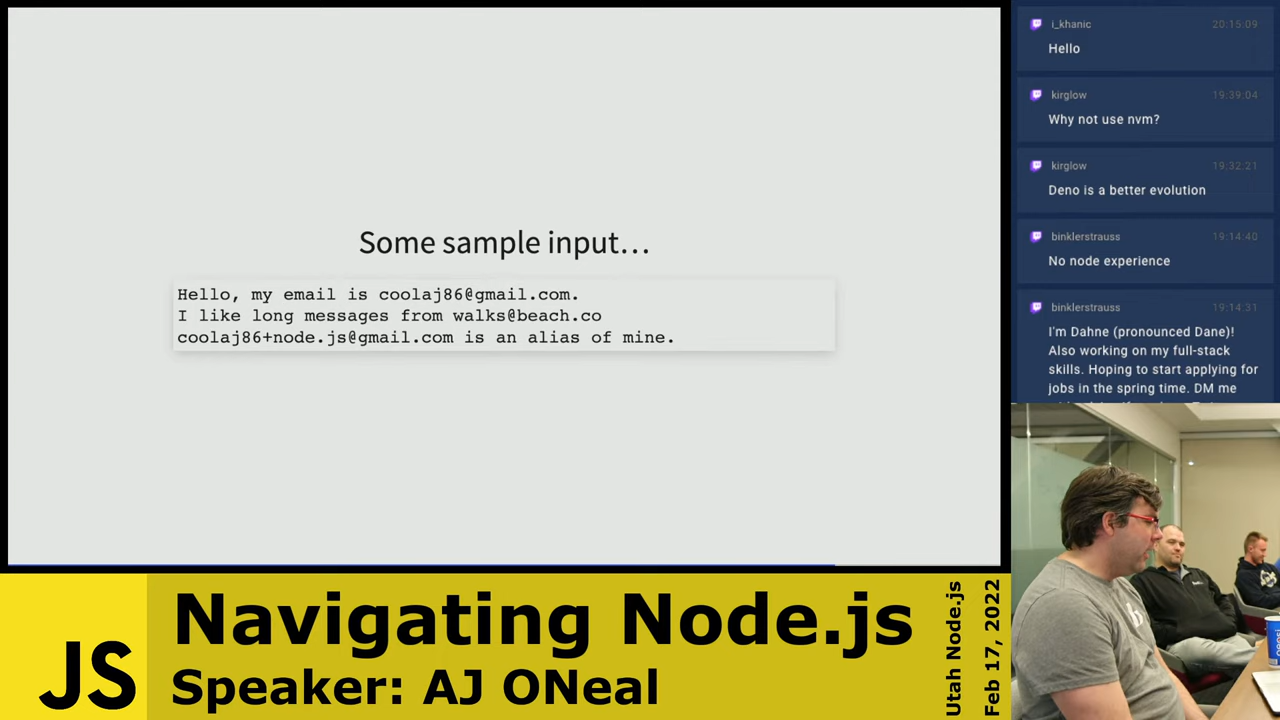 Some sample input...
Hello, my email is coolaj86@gmail.com.
I like long messages from walks@beach.co
coolaj86+node.js@gmail.com is an alias of mine.
i_khanic 20:15:09
Hello
kirglow 19:39:04
Why not use nvm?
kirglow 19:32:21
Deno is a better evolution
binklerstrauss 19:14:40
No node experience
binklerstrauss 19:14:31
I'm Dahne (pronounced Dane)!
Also working on my full-stack
skills. Hoping to start applying for
jobs in the spring time. DM me
JS
Navigating Node.js
Speaker: AJ ONeal
Utah Node.js
Feb 17, 2022